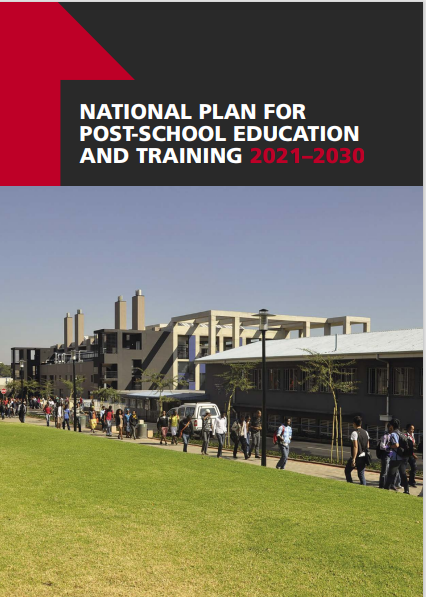 NATIONAL PLAN FOR
POST-SCHOOL EDUCATION
AND TRAINING 2021–2030